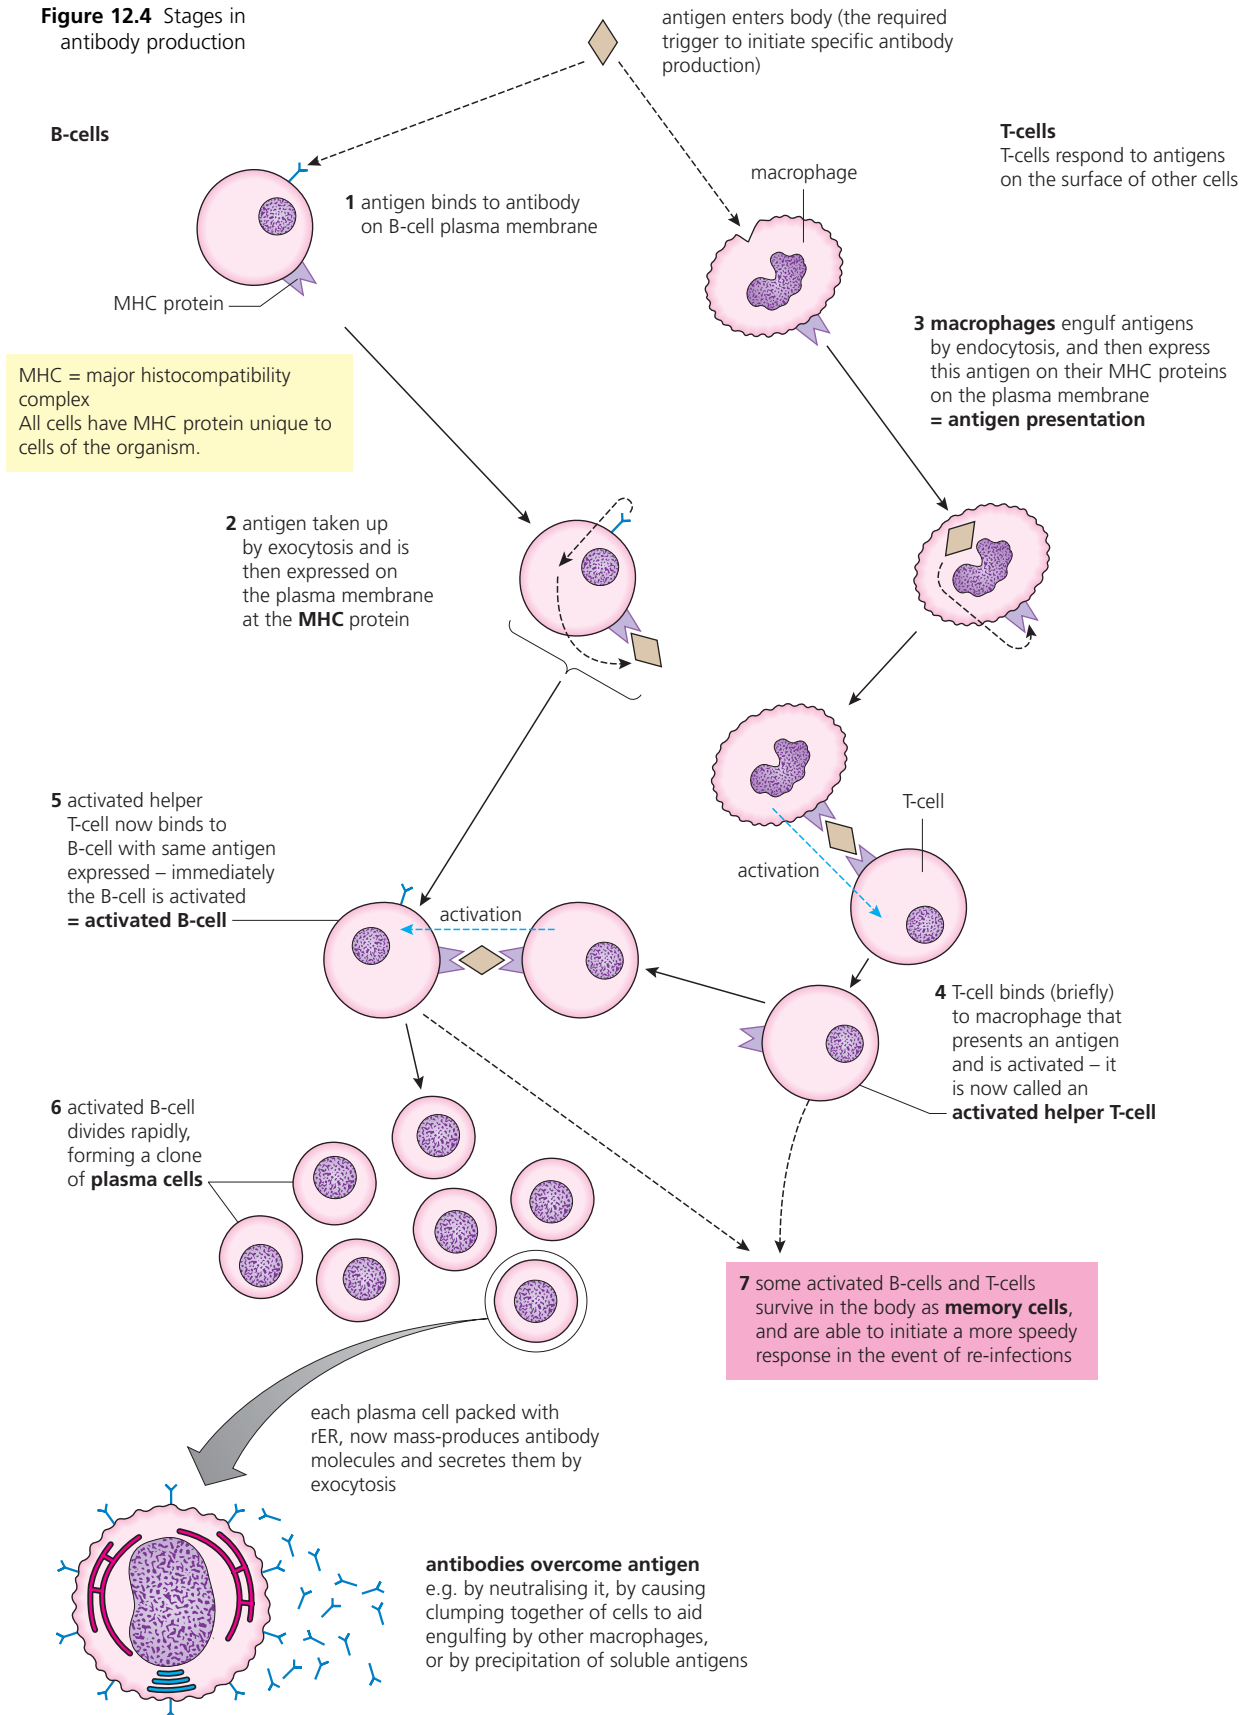 Figure 12.4 Stages in
antibody production
antigen enters body (the required
trigger to initiate specific antibody
production)
B-cells
T-cells
T-cells respond to antigens
on the surface of other cells
macrophage
1 antigen binds to antibody
on B-cell plasma membrane
MHC protein
3 macrophages engulf antigens
by endocytosis, and then express
this antigen on their MHC proteins
on the plasma membrane
= antigen presentation
MHC = major histocompatibility
complex
All cells have MHC protein unique to
cells of the organism.
2 antigen taken up
by exocytosis and is
then expressed on
the plasma membrane
at the MHC protein
5 activated helper
T-cell now binds to
B-cell with same antigen
expressed – immediately
the B-cell is activated
= activated B-cell
T-cell
activation
activation
4 T-cell binds (briefly)
to macrophage that
presents an antigen
and is activated – it
is now called an
activated helper T-cell
6 activated B-cell
divides rapidly,
forming a clone
of plasma cells
7 some activated B-cells and T-cells
survive in the body as memory cells,
and are able to initiate a more speedy
response in the event of re-infections
each plasma cell packed with
rER, now mass-produces antibody
molecules and secretes them by
exocytosis
antibodies overcome antigen
e.g. by neutralising it, by causing
clumping together of cells to aid
engulfing by other macrophages,
or by precipitation of soluble antigens